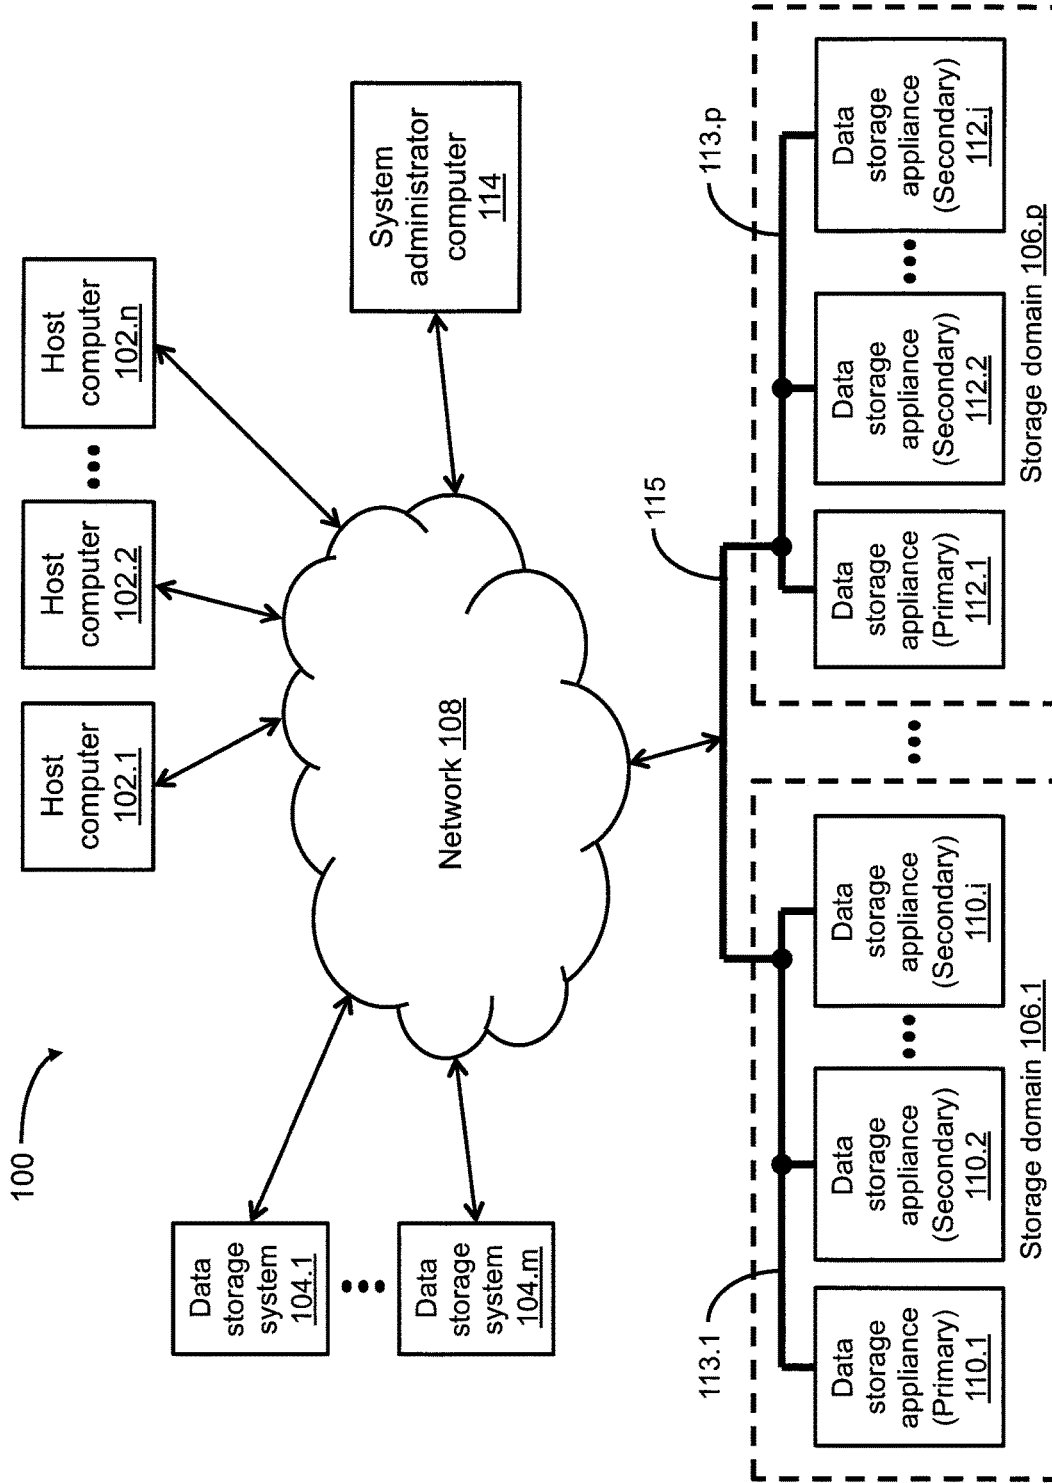 100
Host
computer
102.1
Host
computer
102.2
•••
Host
computer
102.n
Data
storage
system
104.1
•••
Data
storage
system
104.m
Network 108
System
administrator
computer
114
113.1
115
113.p
Data
storage
appliance
(Primary)
110.1
Data
storage
appliance
(Secondary)
110.2
•••
Data
storage
appliance
(Secondary)
110.i
Storage domain 106.1
•••
Data
storage
appliance
(Primary)
112.1
Data
storage
appliance
(Secondary)
112.2
•••
Data
storage
appliance
(Secondary)
112.j
Storage domain 106.p